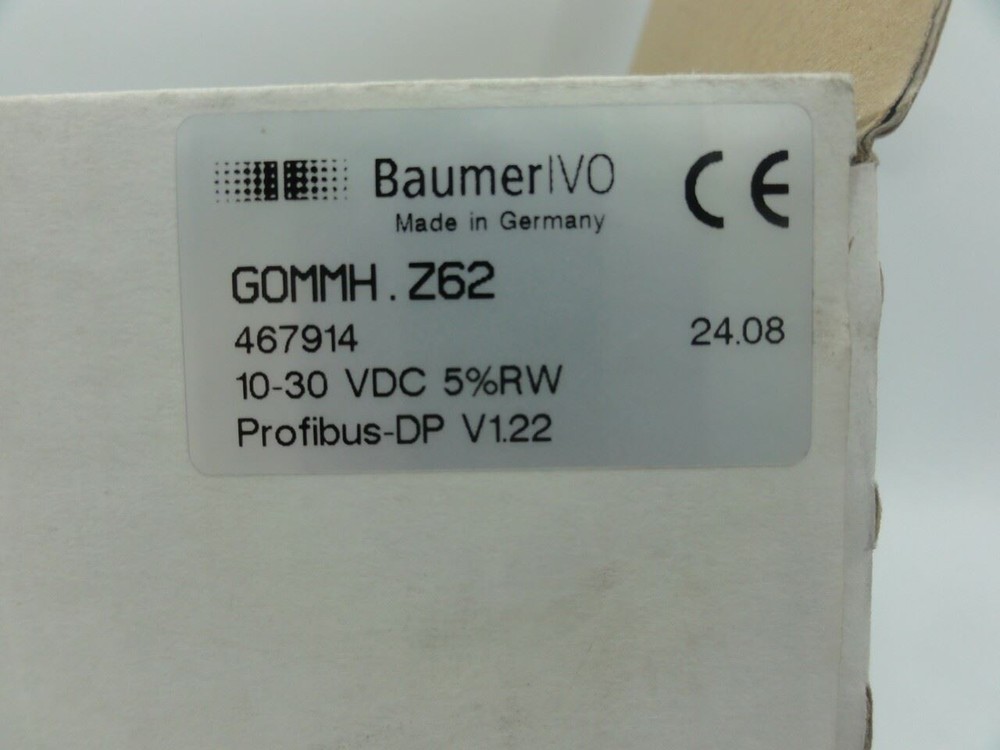 BaumerIVO
Made in Germany
CE
GOMMH.Z62
467914
24.08
10-30 VDC 5%RW
Profibus-DP V1.22